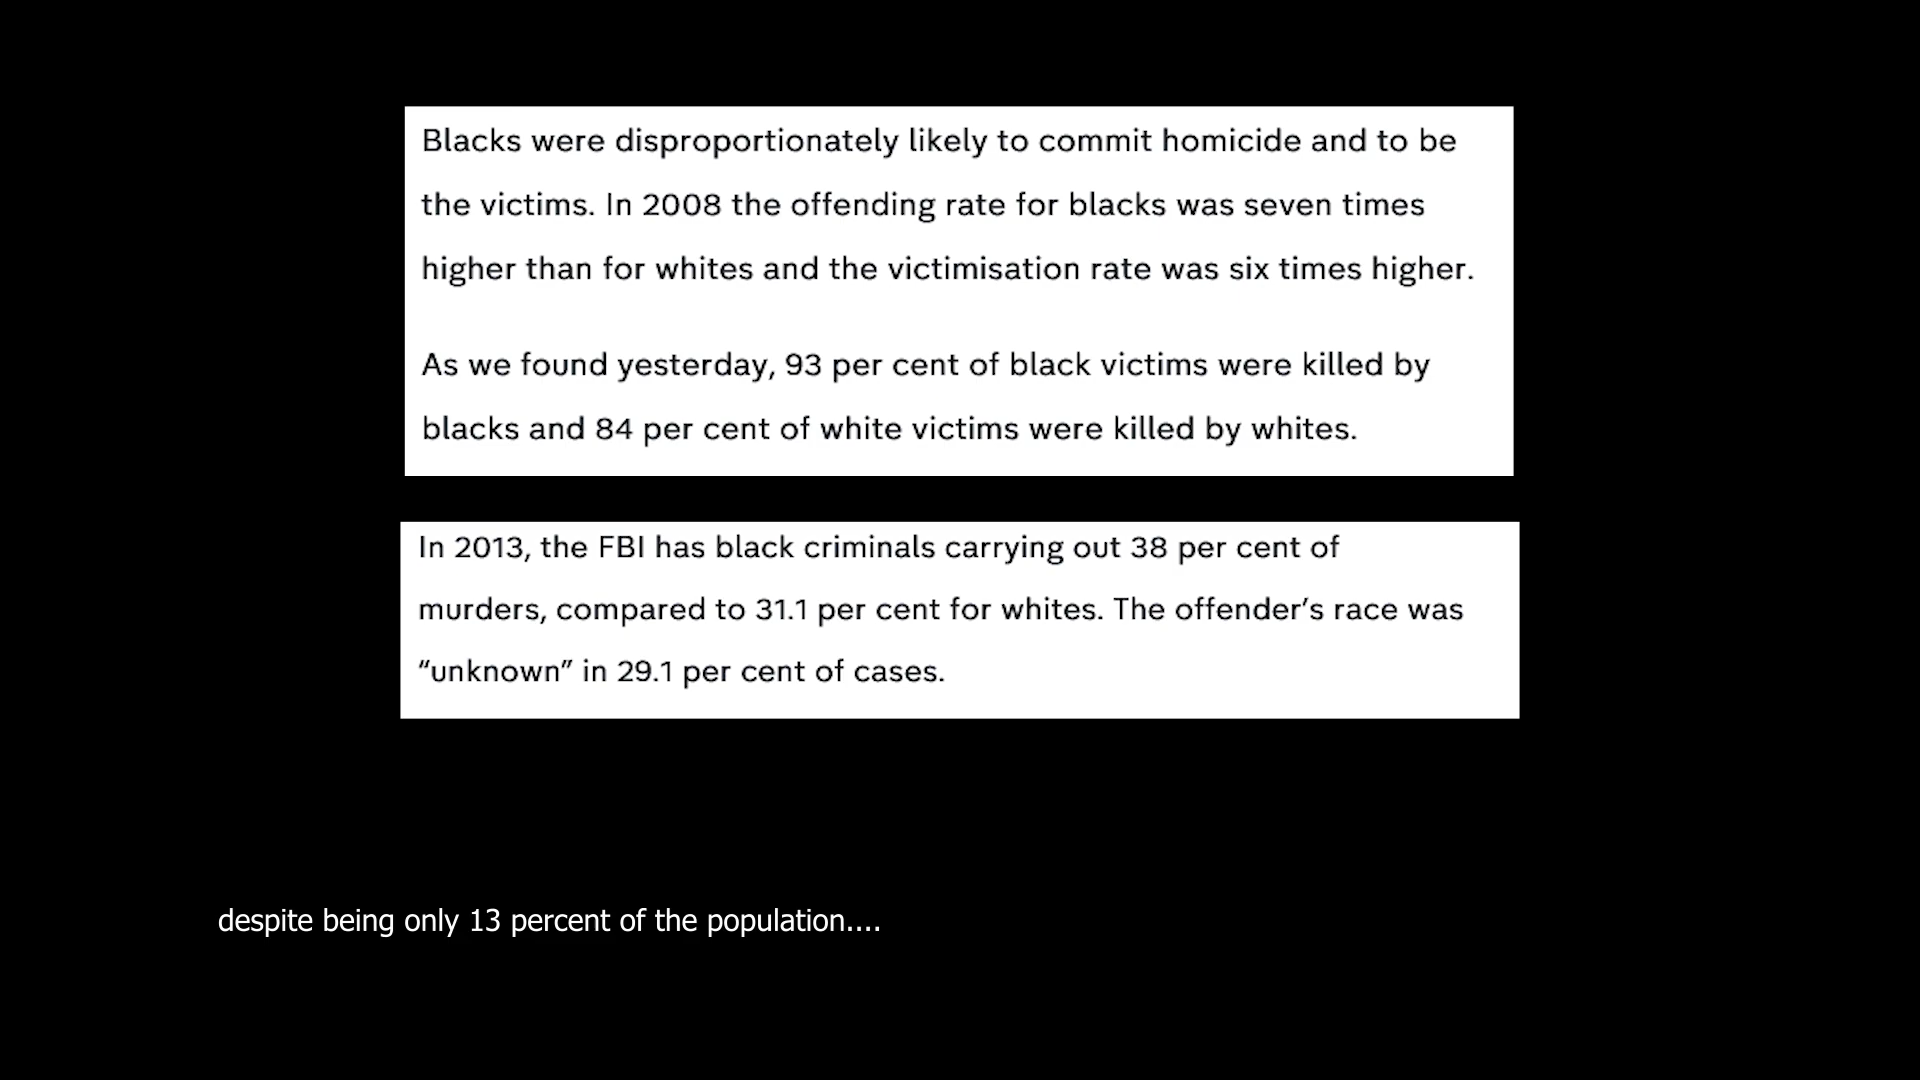 Blacks were disproportionately likely to commit homicide and to be
the victims. In 2008 the offending rate for blacks was seven times
higher than for whites and the victimisation rate was six times higher.
As we found yesterday, 93 per cent of black victims were killed by
blacks and 84 per cent of white victims were killed by whites.
In 2013, the FBI has black criminals carrying out 38 per cent of
murders, compared to 31.1 per cent for whites. The offender’s race was
“unknown” in 29.1 per cent of cases.
despite being only 13 percent of the population....